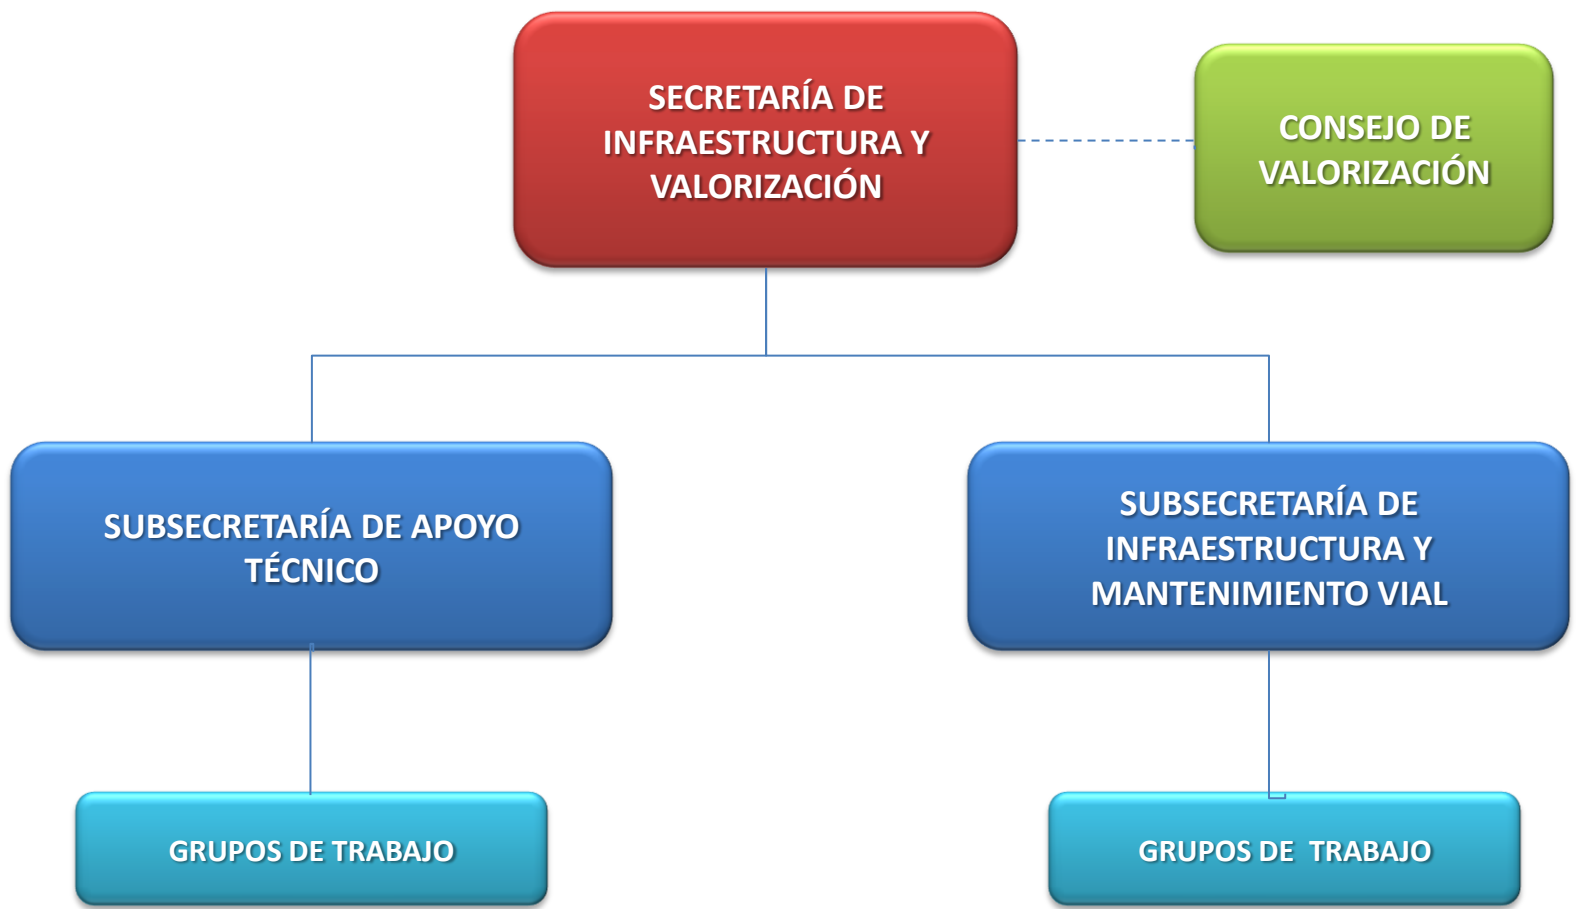 SECRETARÍA DE
INFRAESTRUCTURA Y
VALORIZACIÓN
CONSEJO DE
VALORIZACIÓN
SUBSECRETARÍA DE APOYO
TÉCNICO
SUBSECRETARÍA DE
INFRAESTRUCTURA Y
MANTENIMIENTO VIAL
GRUPOS DE TRABAJO
GRUPOS DE  TRABAJO